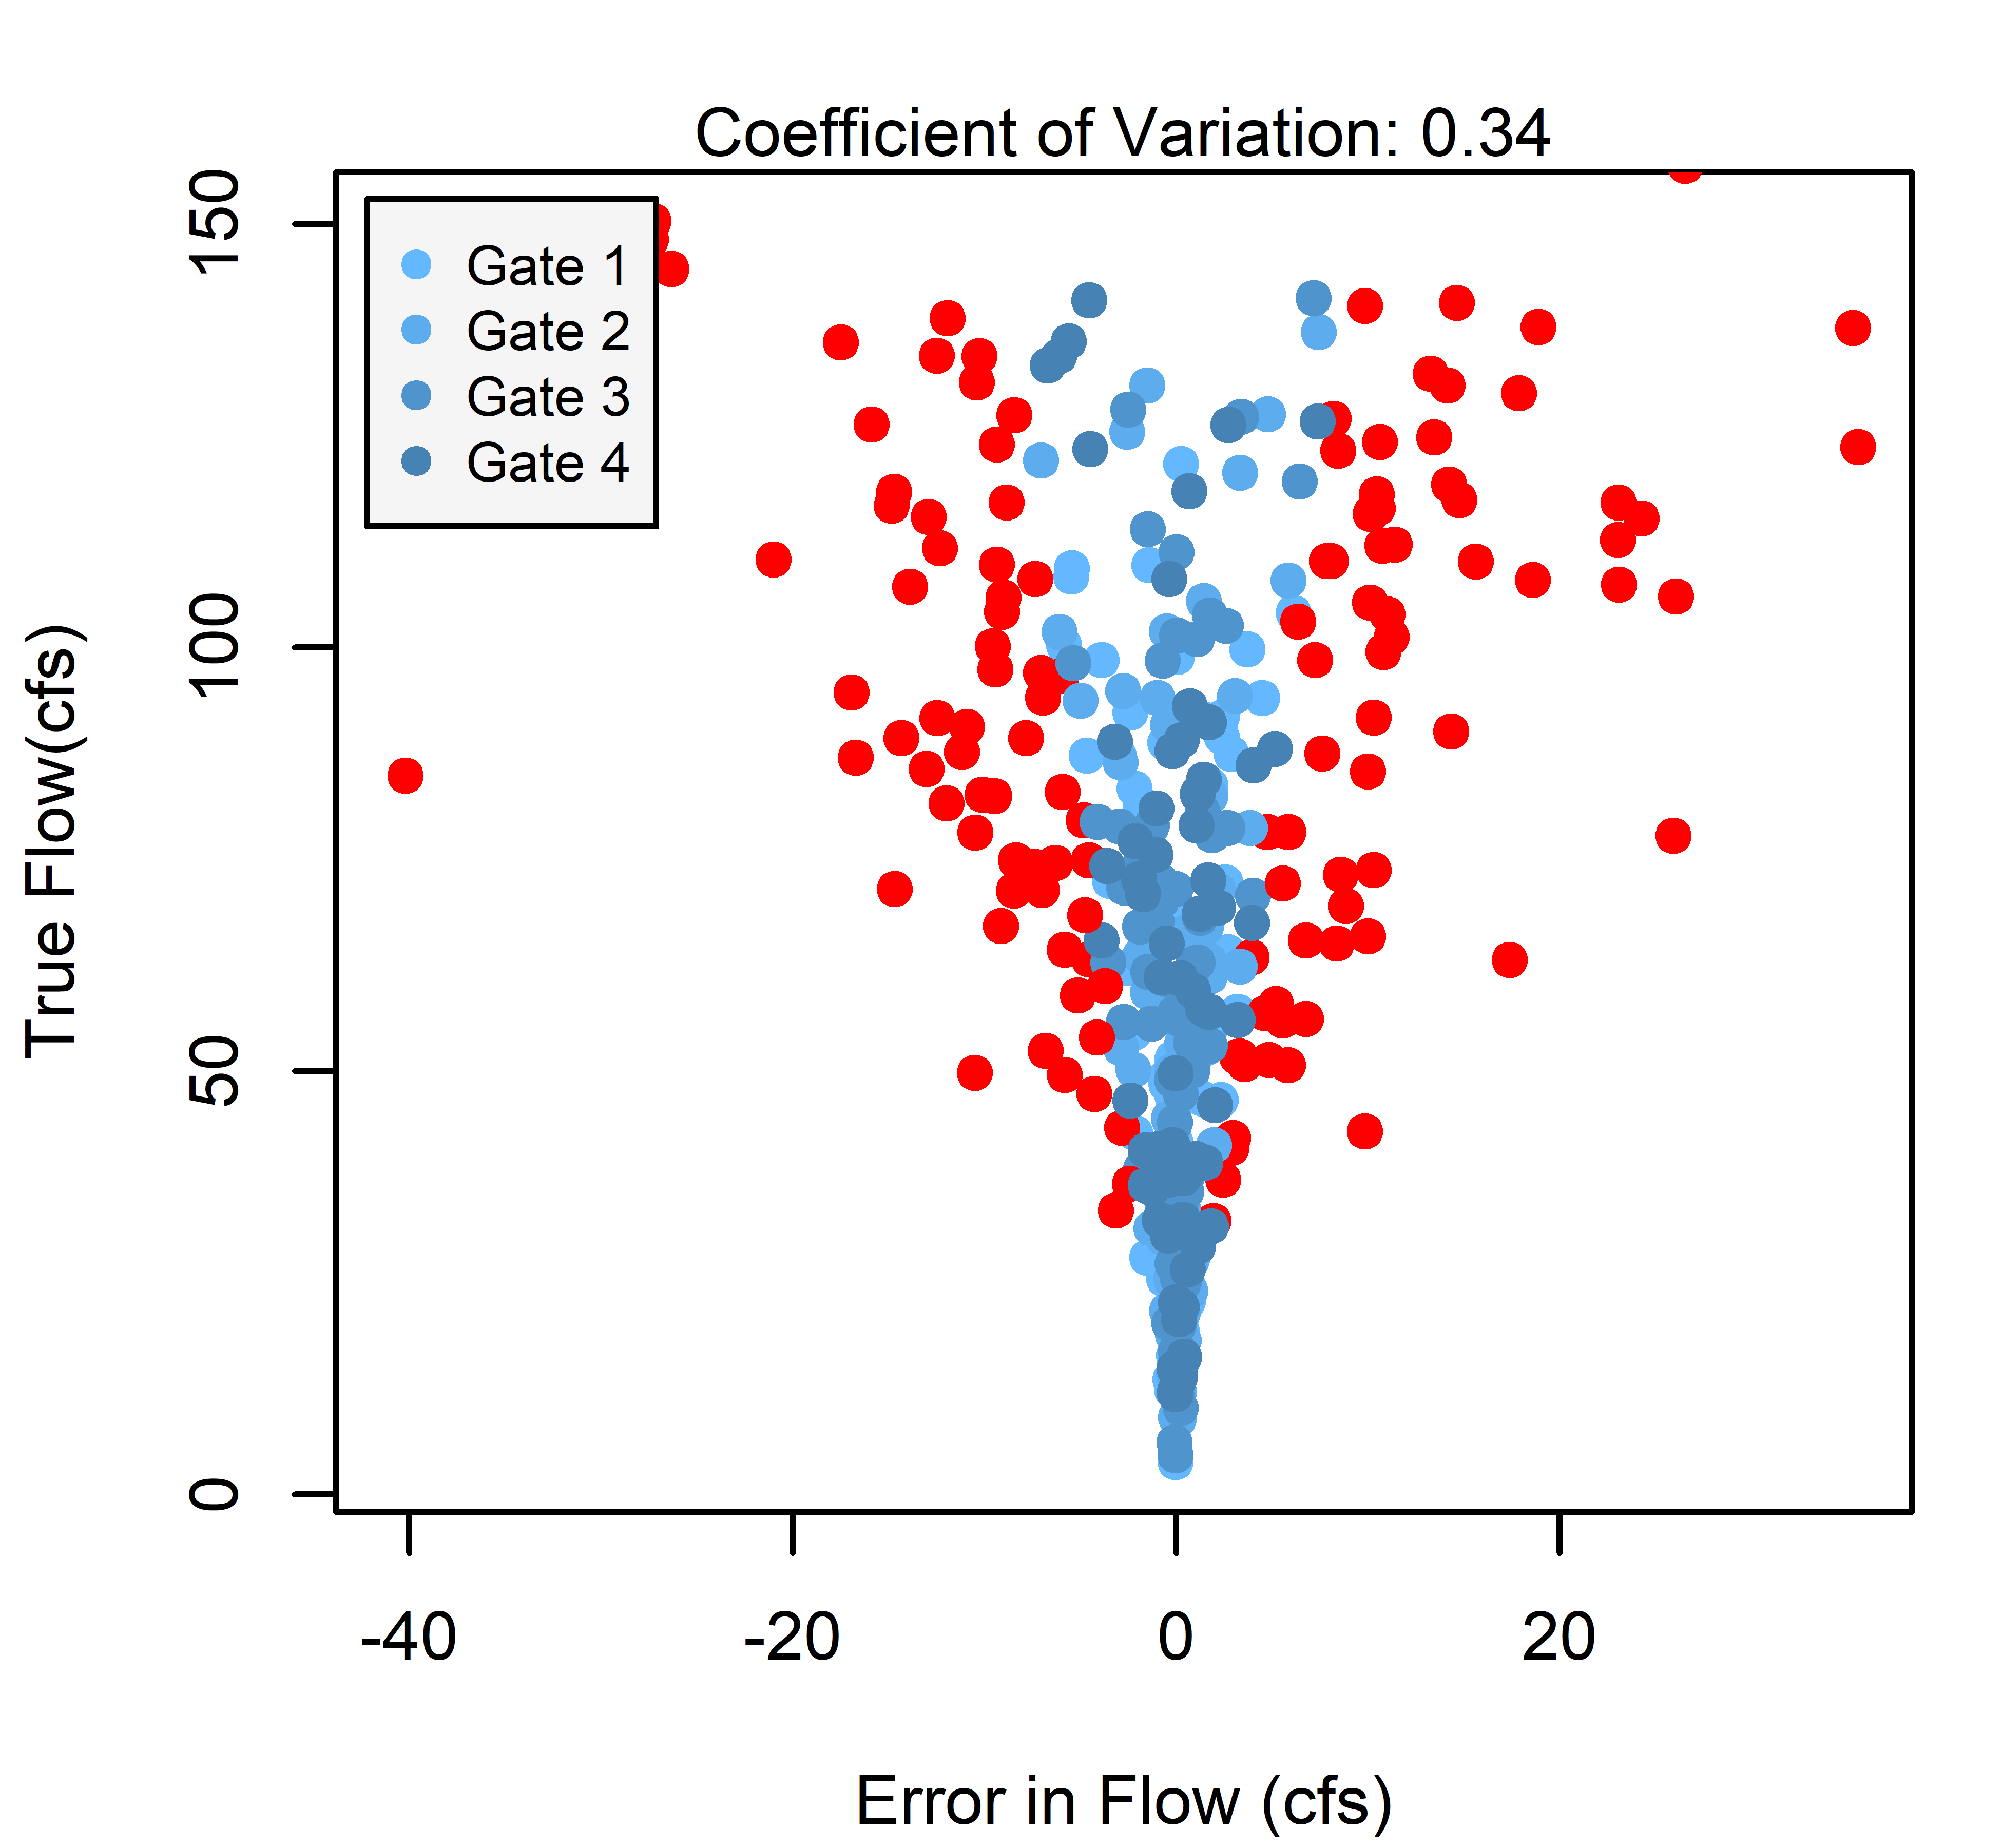 Coefficient of Variation: 0.34
Gate 1
Gate 2
Gate 3
Gate 4
150
100
50
0
True Flow(cfs)
-40 -20 0 20
Error in Flow (cfs)